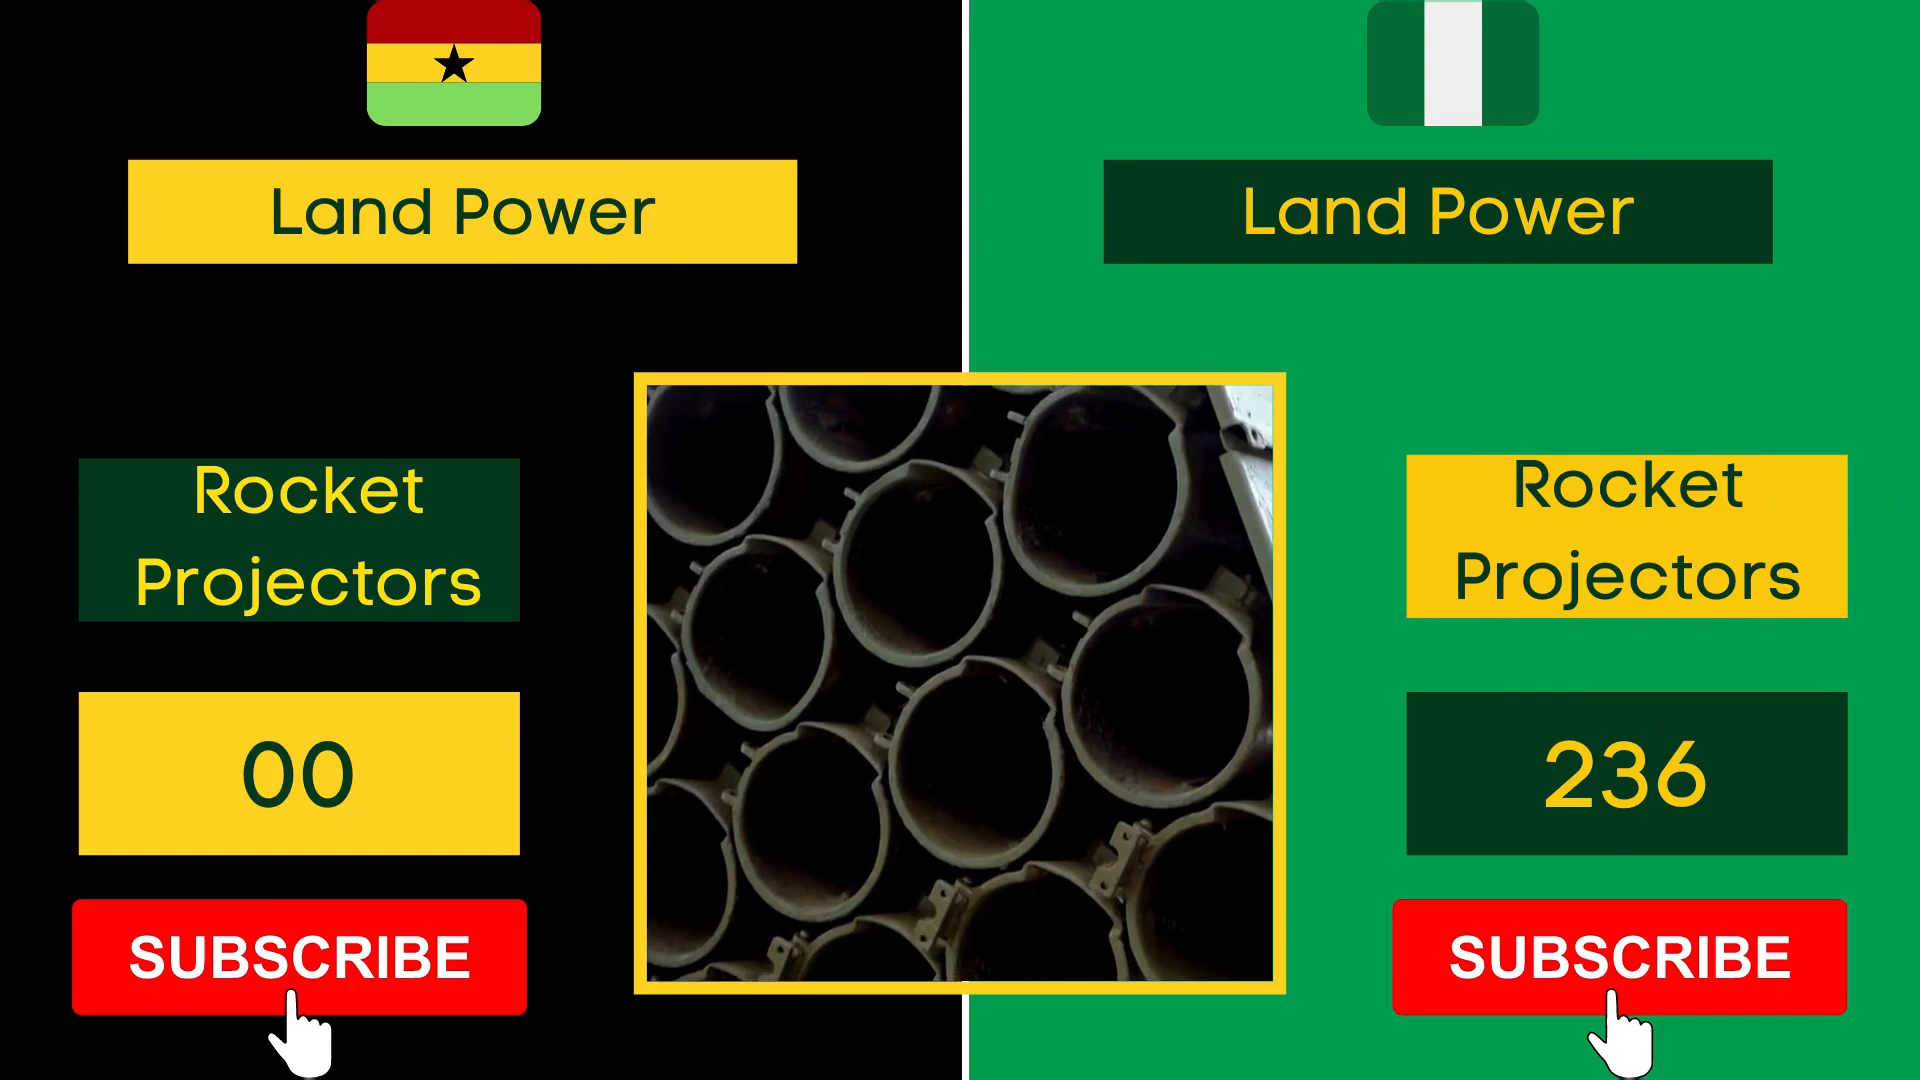 Land Power
Rocket
Projectors
00
SUBSCRIBE
Land Power
Rocket
Projectors
236
SUBSCRIBE